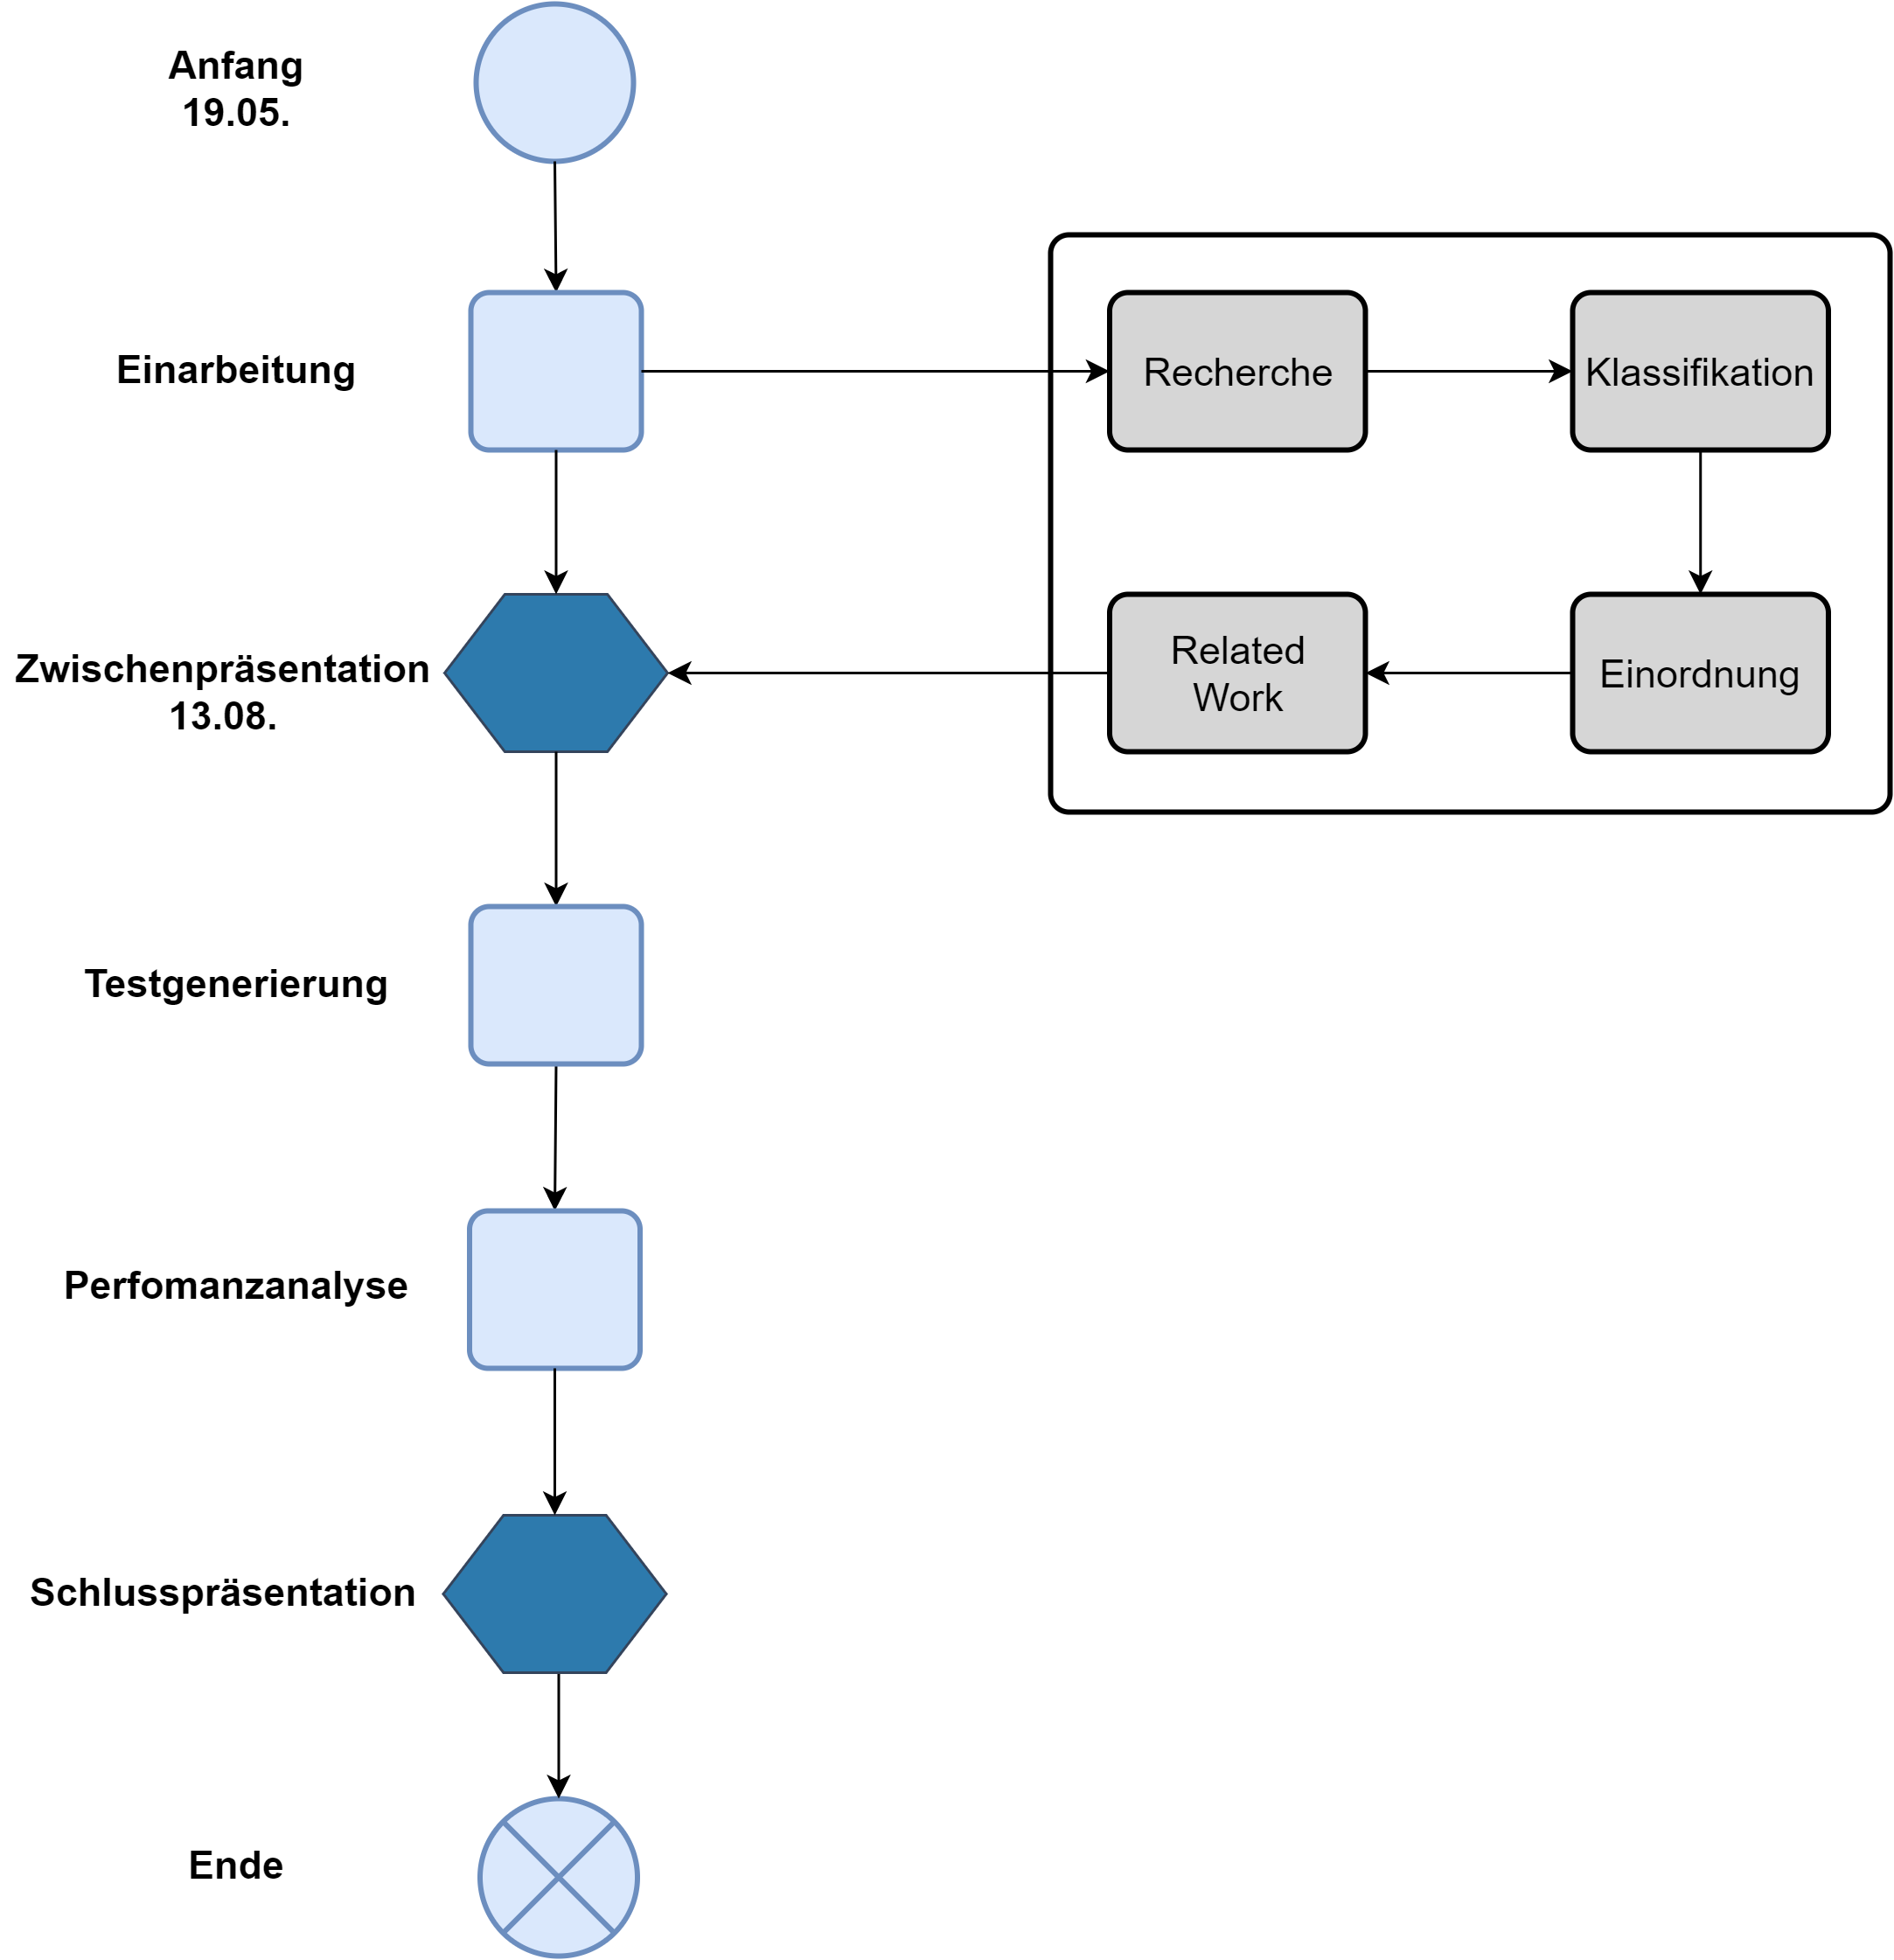 Anfang
19.05.
Einarbeitung
Recherche
Klassifikation
Zwischenpräsentation
13.08.
Related
Work
Einordnung
Testgenerierung
Perfomanzanalyse
Schlusspräsentation
Ende